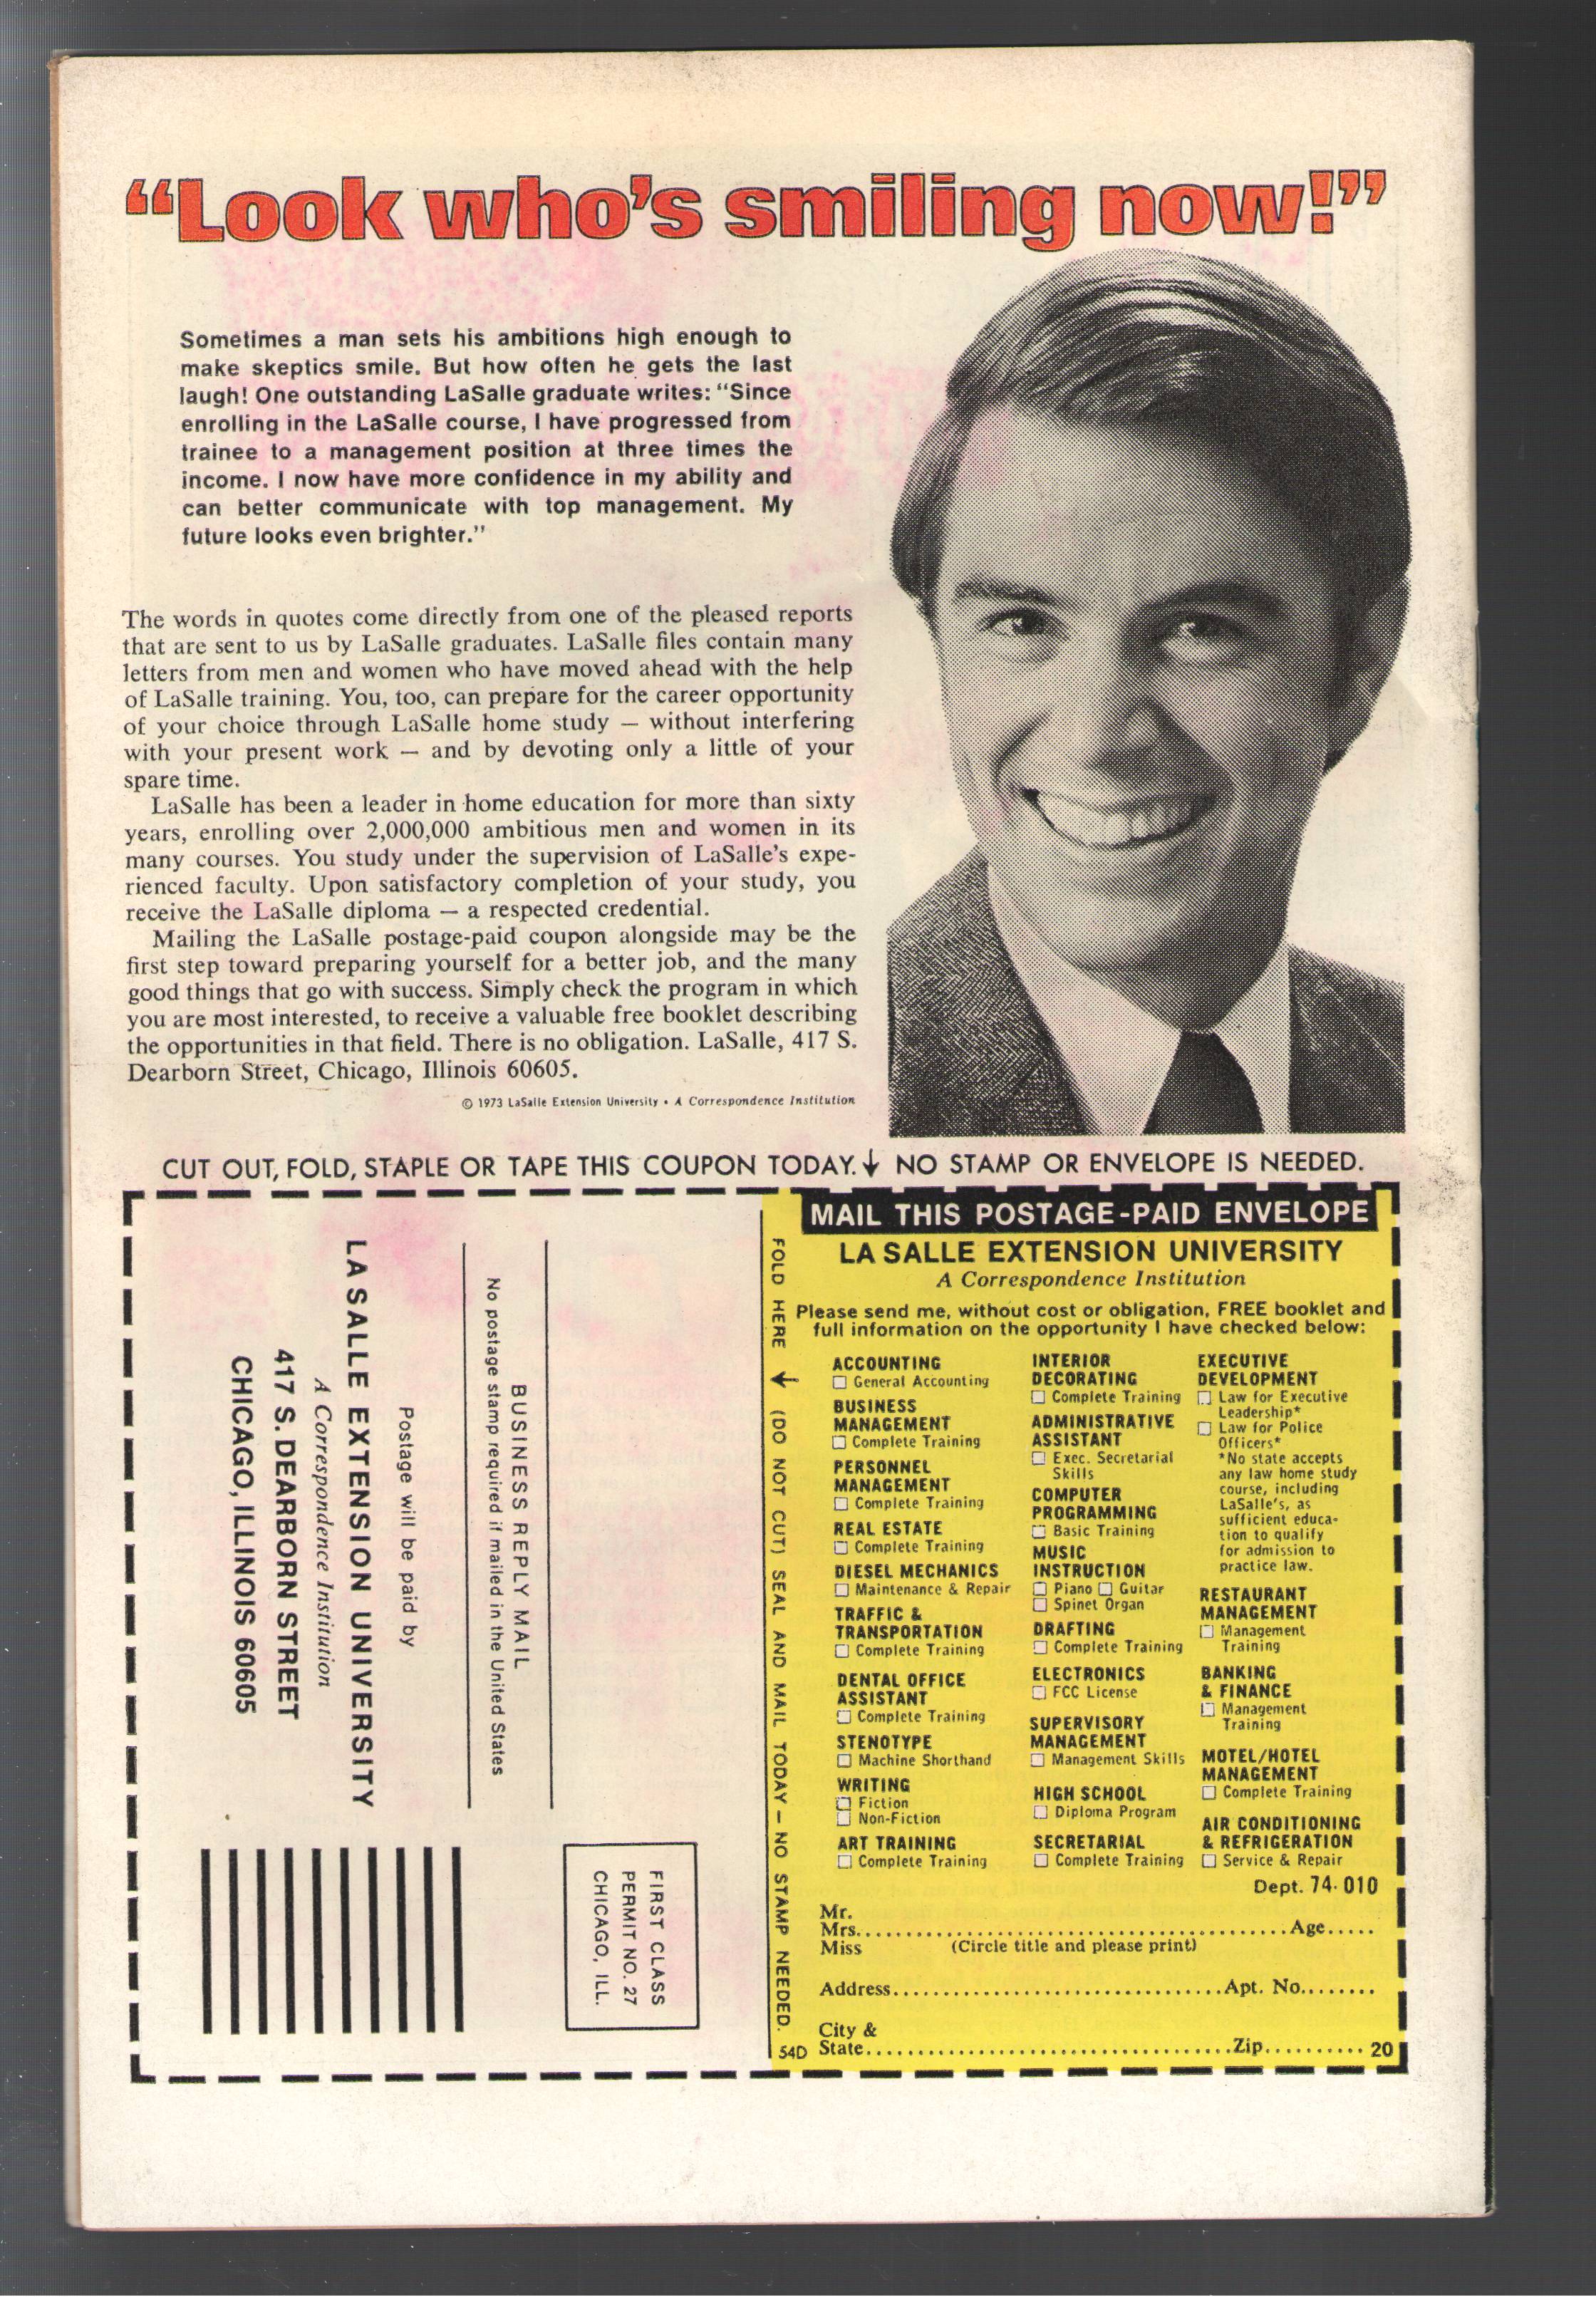 “Look who’s smiling now!”
Sometimes a man sets his ambitions high enough to
make skeptics smile. But how often he gets the last
laugh! One outstanding LaSalle graduate writes: “Since
enrolling in the LaSalle course, I have progressed from
trainee to a management position at three times the
income. I now have more confidence in my ability and
can better communicate with top management. My
future looks even brighter.”
The words in quotes come directly from one of the pleased reports
that are sent to us by LaSalle graduates. LaSalle files contain many
letters from men and women who have moved ahead with the help
of LaSalle training. You, too, can prepare for the career opportunity
of your choice through LaSalle home study — without interfering
with your present work — and by devoting only a little of your
spare time.
LaSalle has been a leader in home education for more than sixty
years, enrolling over 2,000,000 ambitious men and women in its
many courses. You study under the supervision of LaSalle’s expe-
rienced faculty. Upon satisfactory completion of your study, you
receive the LaSalle diploma — a respected credential.
Mailing the LaSalle postage-paid coupon alongside may be the
first step toward preparing yourself for a better job, and the many
good things that go with success. Simply check the program in which
you are most interested, to receive a valuable free booklet describing
the opportunities in that field. There is no obligation. LaSalle, 417 S.
Dearborn Street, Chicago, Illinois 60605.
© 1973 LaSalle Extension University • A Correspondence Institution
CUT OUT, FOLD, STAPLE OR TAPE THIS COUPON TODAY.↓ NO STAMP OR ENVELOPE IS NEEDED.
FIRST CLASS
PERMIT NO. 27
CHICAGO, ILL.
BUSINESS REPLY MAIL
No postage stamp required if mailed in the United States
Postage will be paid by
LA SALLE EXTENSION UNIVERSITY
A Correspondence Institution
417 S. DEARBORN STREET
CHICAGO, ILLINOIS 60605
FOLD HERE ↓ (DO NOT CUT) SEAL AND MAIL TODAY — NO STAMP NEEDED.
MAIL THIS POSTAGE-PAID ENVELOPE
LA SALLE EXTENSION UNIVERSITY
A Correspondence Institution
Please send me, without cost or obligation, FREE booklet and
full information on the opportunity I have checked below:
ACCOUNTING
☐ General Accounting
BUSINESS
MANAGEMENT
☐ Complete Training
PERSONNEL
MANAGEMENT
☐ Complete Training
REAL ESTATE
☐ Complete Training
DIESEL MECHANICS
☐ Maintenance & Repair
TRAFFIC &
TRANSPORTATION
☐ Complete Training
DENTAL OFFICE
ASSISTANT
☐ Complete Training
STENOTYPE
☐ Machine Shorthand
WRITING
☐ Fiction
☐ Non-Fiction
ART TRAINING
☐ Complete Training
INTERIOR
DECORATING
☐ Complete Training
ADMINISTRATIVE
ASSISTANT
☐ Exec. Secretarial
Skills
COMPUTER
PROGRAMMING
☐ Basic Training
MUSIC
INSTRUCTION
☐ Piano ☐ Guitar
☐ Spinet Organ
DRAFTING
☐ Complete Training
ELECTRONICS
☐ FCC License
SUPERVISORY
MANAGEMENT
☐ Management Skills
HIGH SCHOOL
☐ Diploma Program
SECRETARIAL
☐ Complete Training
EXECUTIVE
DEVELOPMENT
☐ Law for Executive
Leadership*
☐ Law for Police
Officers*
*No state accepts
any law home study
course, including
LaSalle’s, as
sufficient educa-
tion to qualify
for admission to
practice law.
RESTAURANT
MANAGEMENT
☐ Management
Training
BANKING
& FINANCE
☐ Management
Training
MOTEL/HOTEL
MANAGEMENT
☐ Complete Training
AIR CONDITIONING
& REFRIGERATION
☐ Service & Repair
Dept. 74-010
Mr.
Mrs.......................................................Age.....
Miss (Circle title and please print)
Address.................................Apt. No.......
City &
54D State.....................................Zip.......... 20